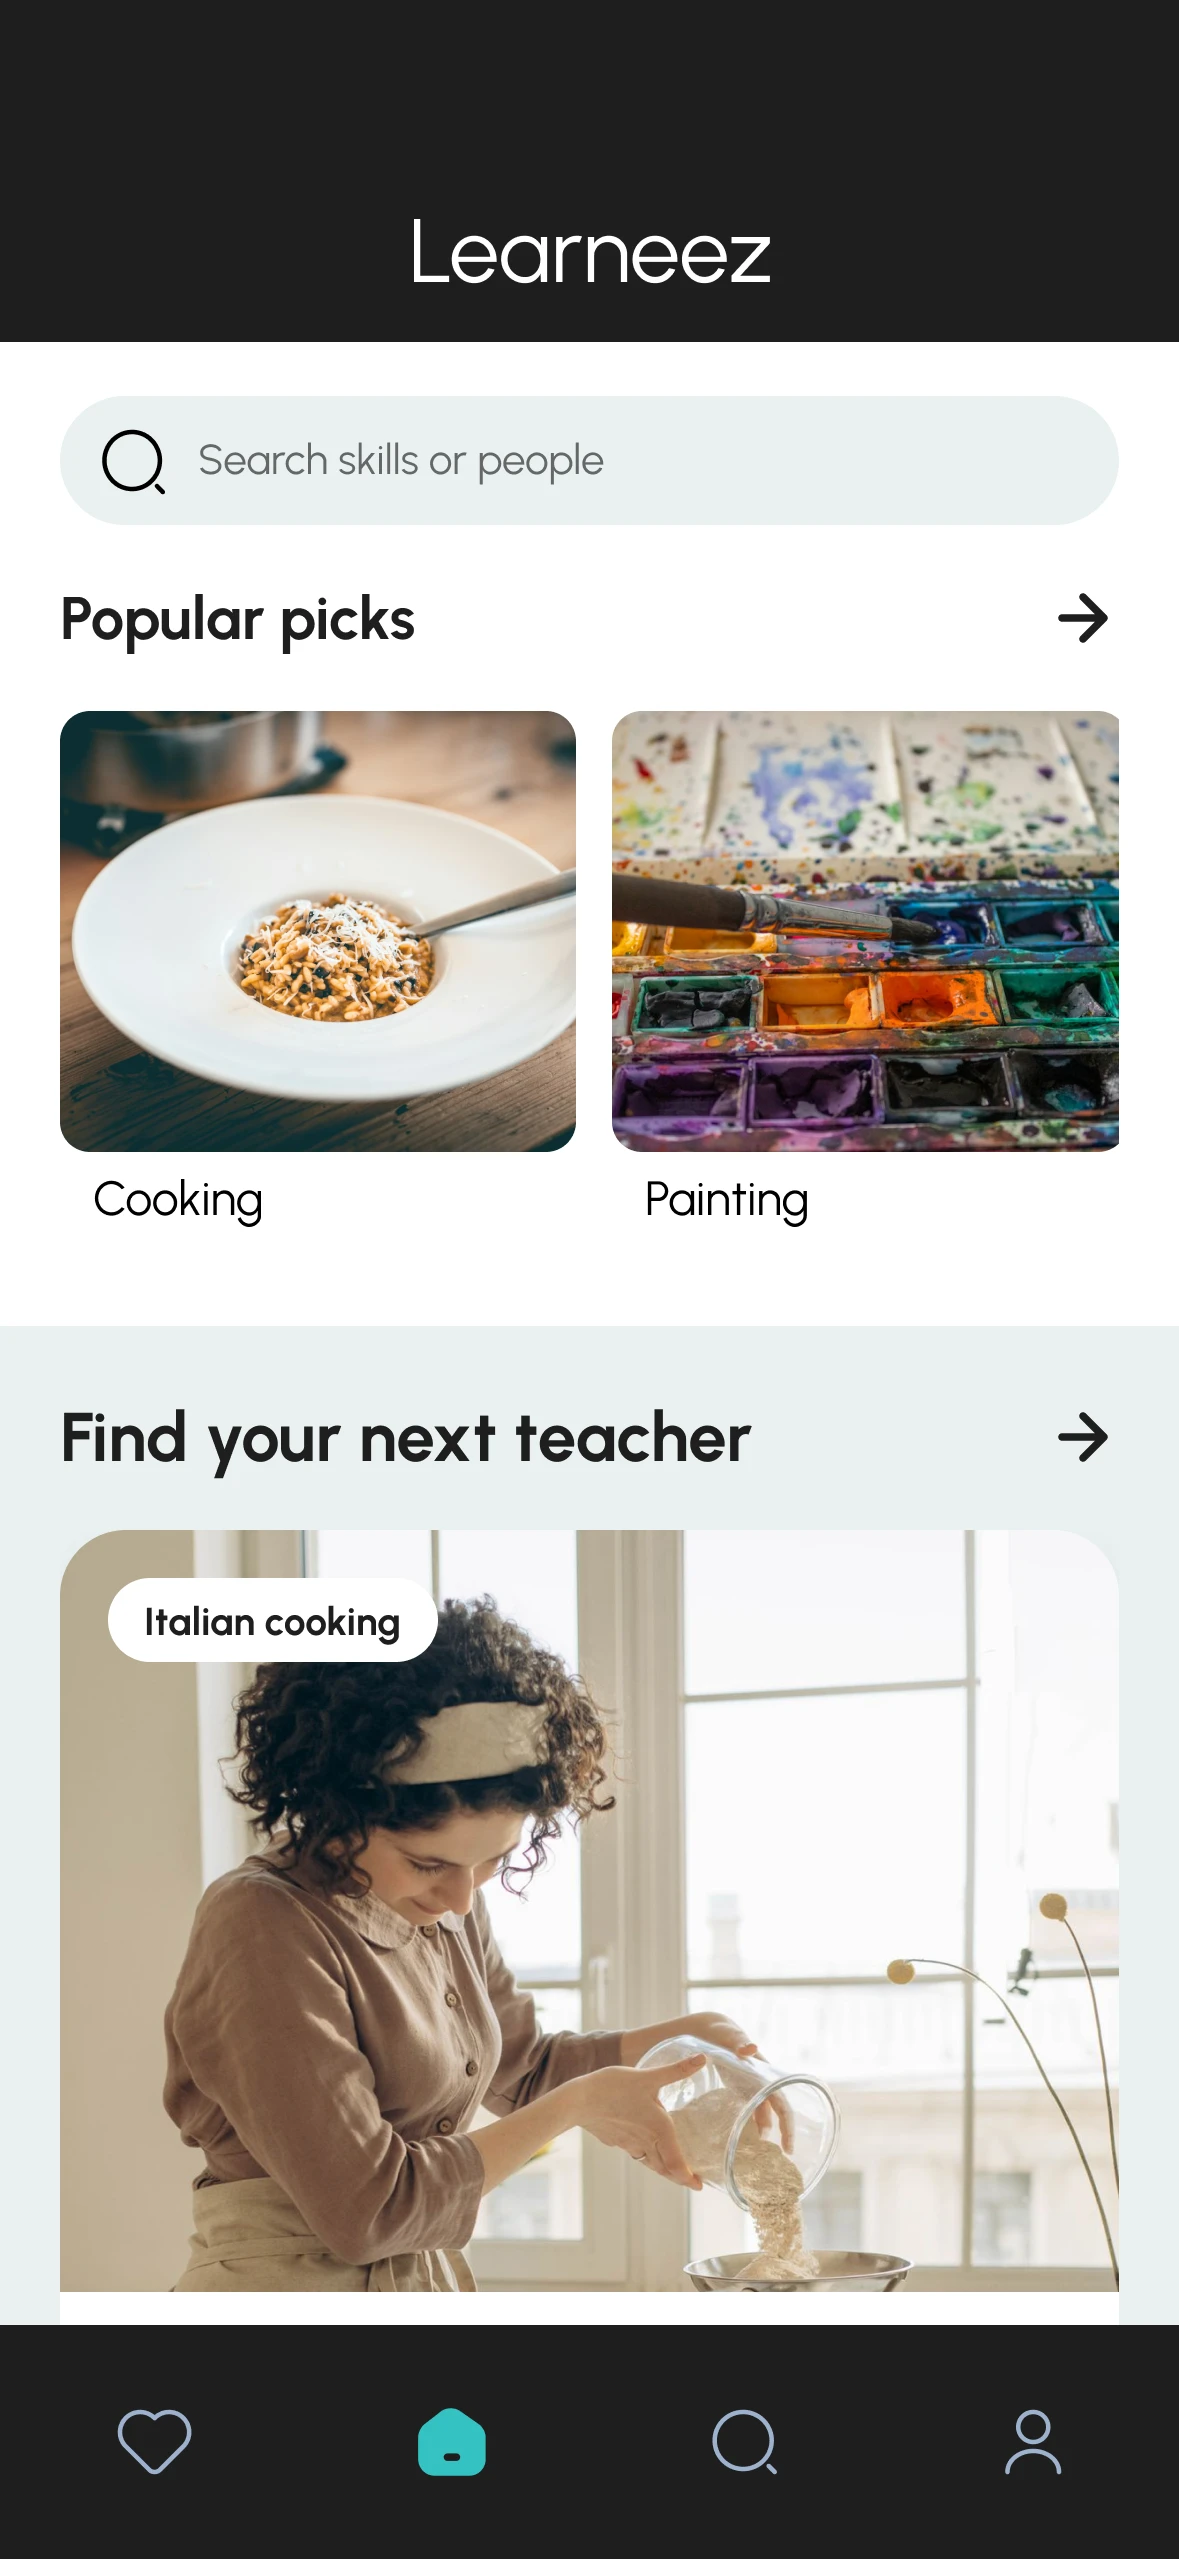 Learneez
Search skills or people
Popular picks
Cooking
Painting
Find your next teacher
Italian cooking